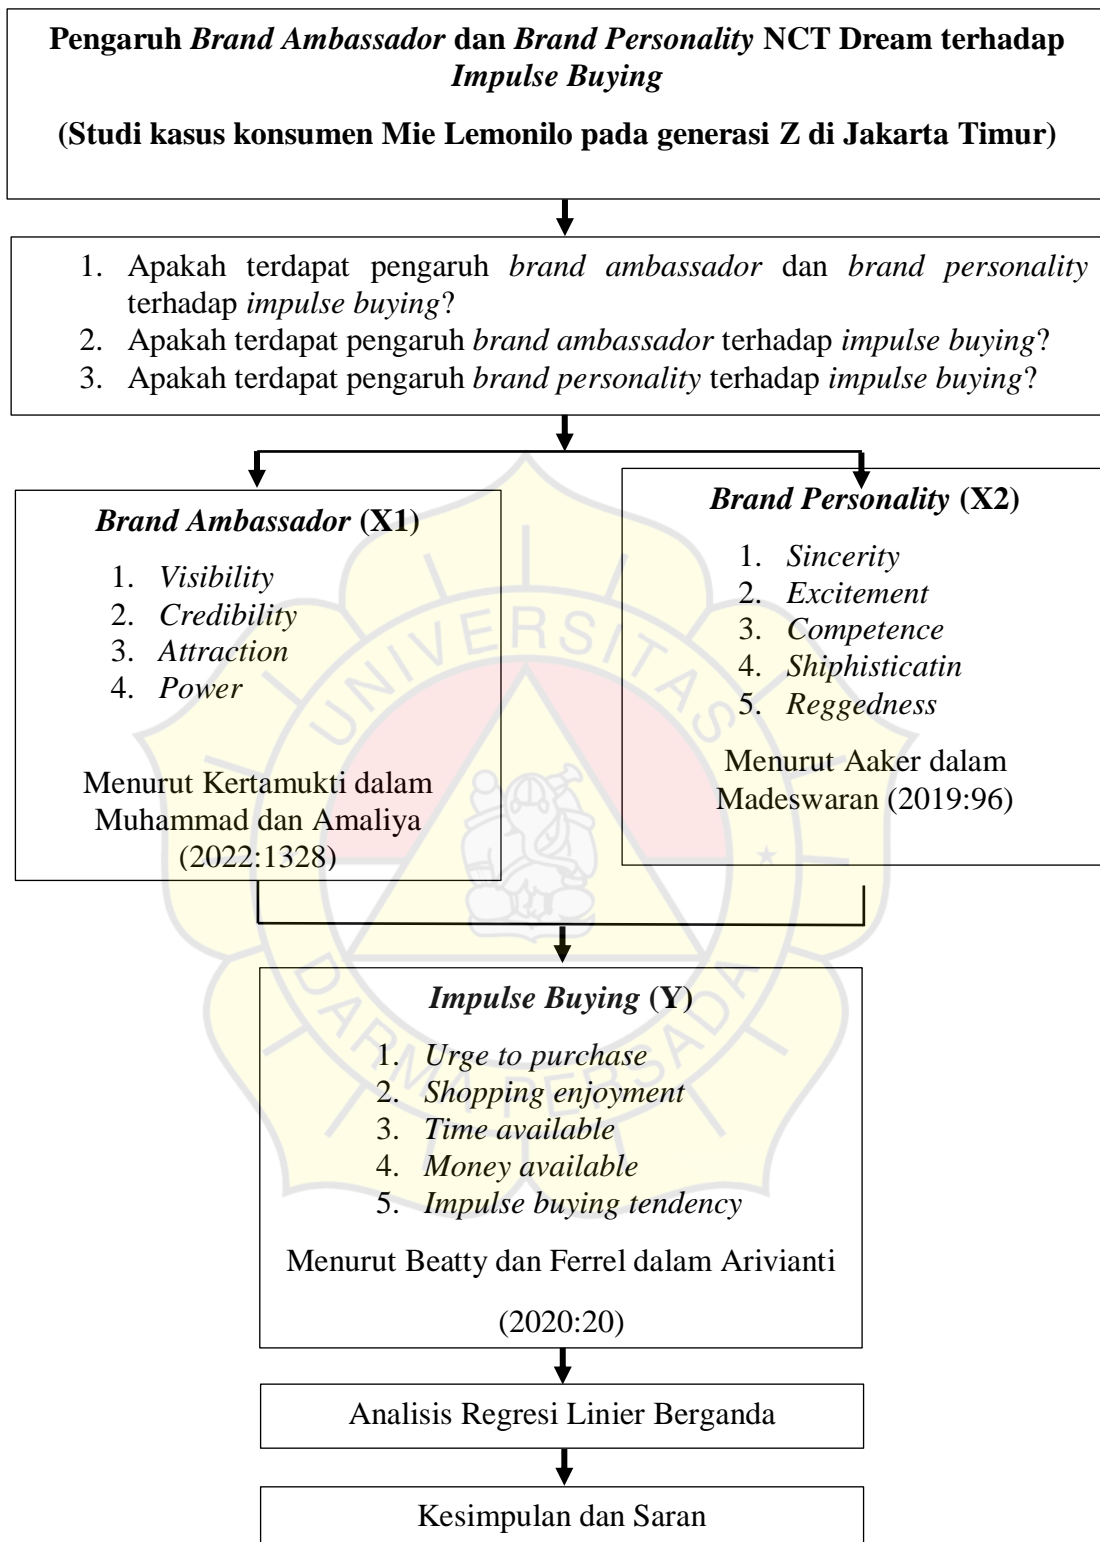 Pengaruh Brand Ambassador dan Brand Personality NCT Dream terhadap
Impulse Buying
(Studi kasus konsumen Mie Lemonilo pada generasi Z di Jakarta Timur)
1. Apakah terdapat pengaruh brand ambassador dan brand personality
terhadap impulse buying?
2. Apakah terdapat pengaruh brand ambassador terhadap impulse buying?
3. Apakah terdapat pengaruh brand personality terhadap impulse buying?
Brand Ambassador (X1)
1. Visibility
2. Credibility
3. Attraction
4. Power
Menurut Kertamukti dalam
Muhammad dan Amaliya
(2022:1328)
Brand Personality (X2)
1. Sincerity
2. Excitement
3. Competence
4. Shiphisticatin
5. Reggedness
Menurut Aaker dalam
Madeswaran (2019:96)
UNIVERSITAS
DARMA PERSADA
Impulse Buying (Y)
1. Urge to purchase
2. Shopping enjoyment
3. Time available
4. Money available
5. Impulse buying tendency
Menurut Beatty dan Ferrel dalam Arivianti
(2020:20)
Analisis Regresi Linier Berganda
Kesimpulan dan Saran